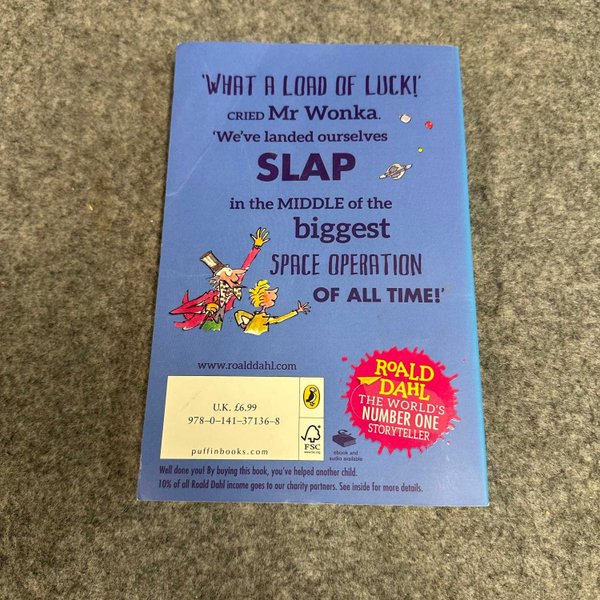 'WHAT A LOAD OF LUCK!'
CRIED Mr Wonka.
'We've landed ourselves
SLAP
in the MIDDLE of the
biggest
SPACE OPERATION
OF ALL TIME!'
www.roalddahl.com
ROALD
DAHL
THE WORLD'S
NUMBER ONE
STORYTELLER
U.K. £6.99
978-0-141-37136-8
puffinbooks.com
FSC
ebook and
audio available
Well done you! By buying this book, you've helped another child.
10% of all Roald Dahl income goes to our charity partners. See inside for more details.